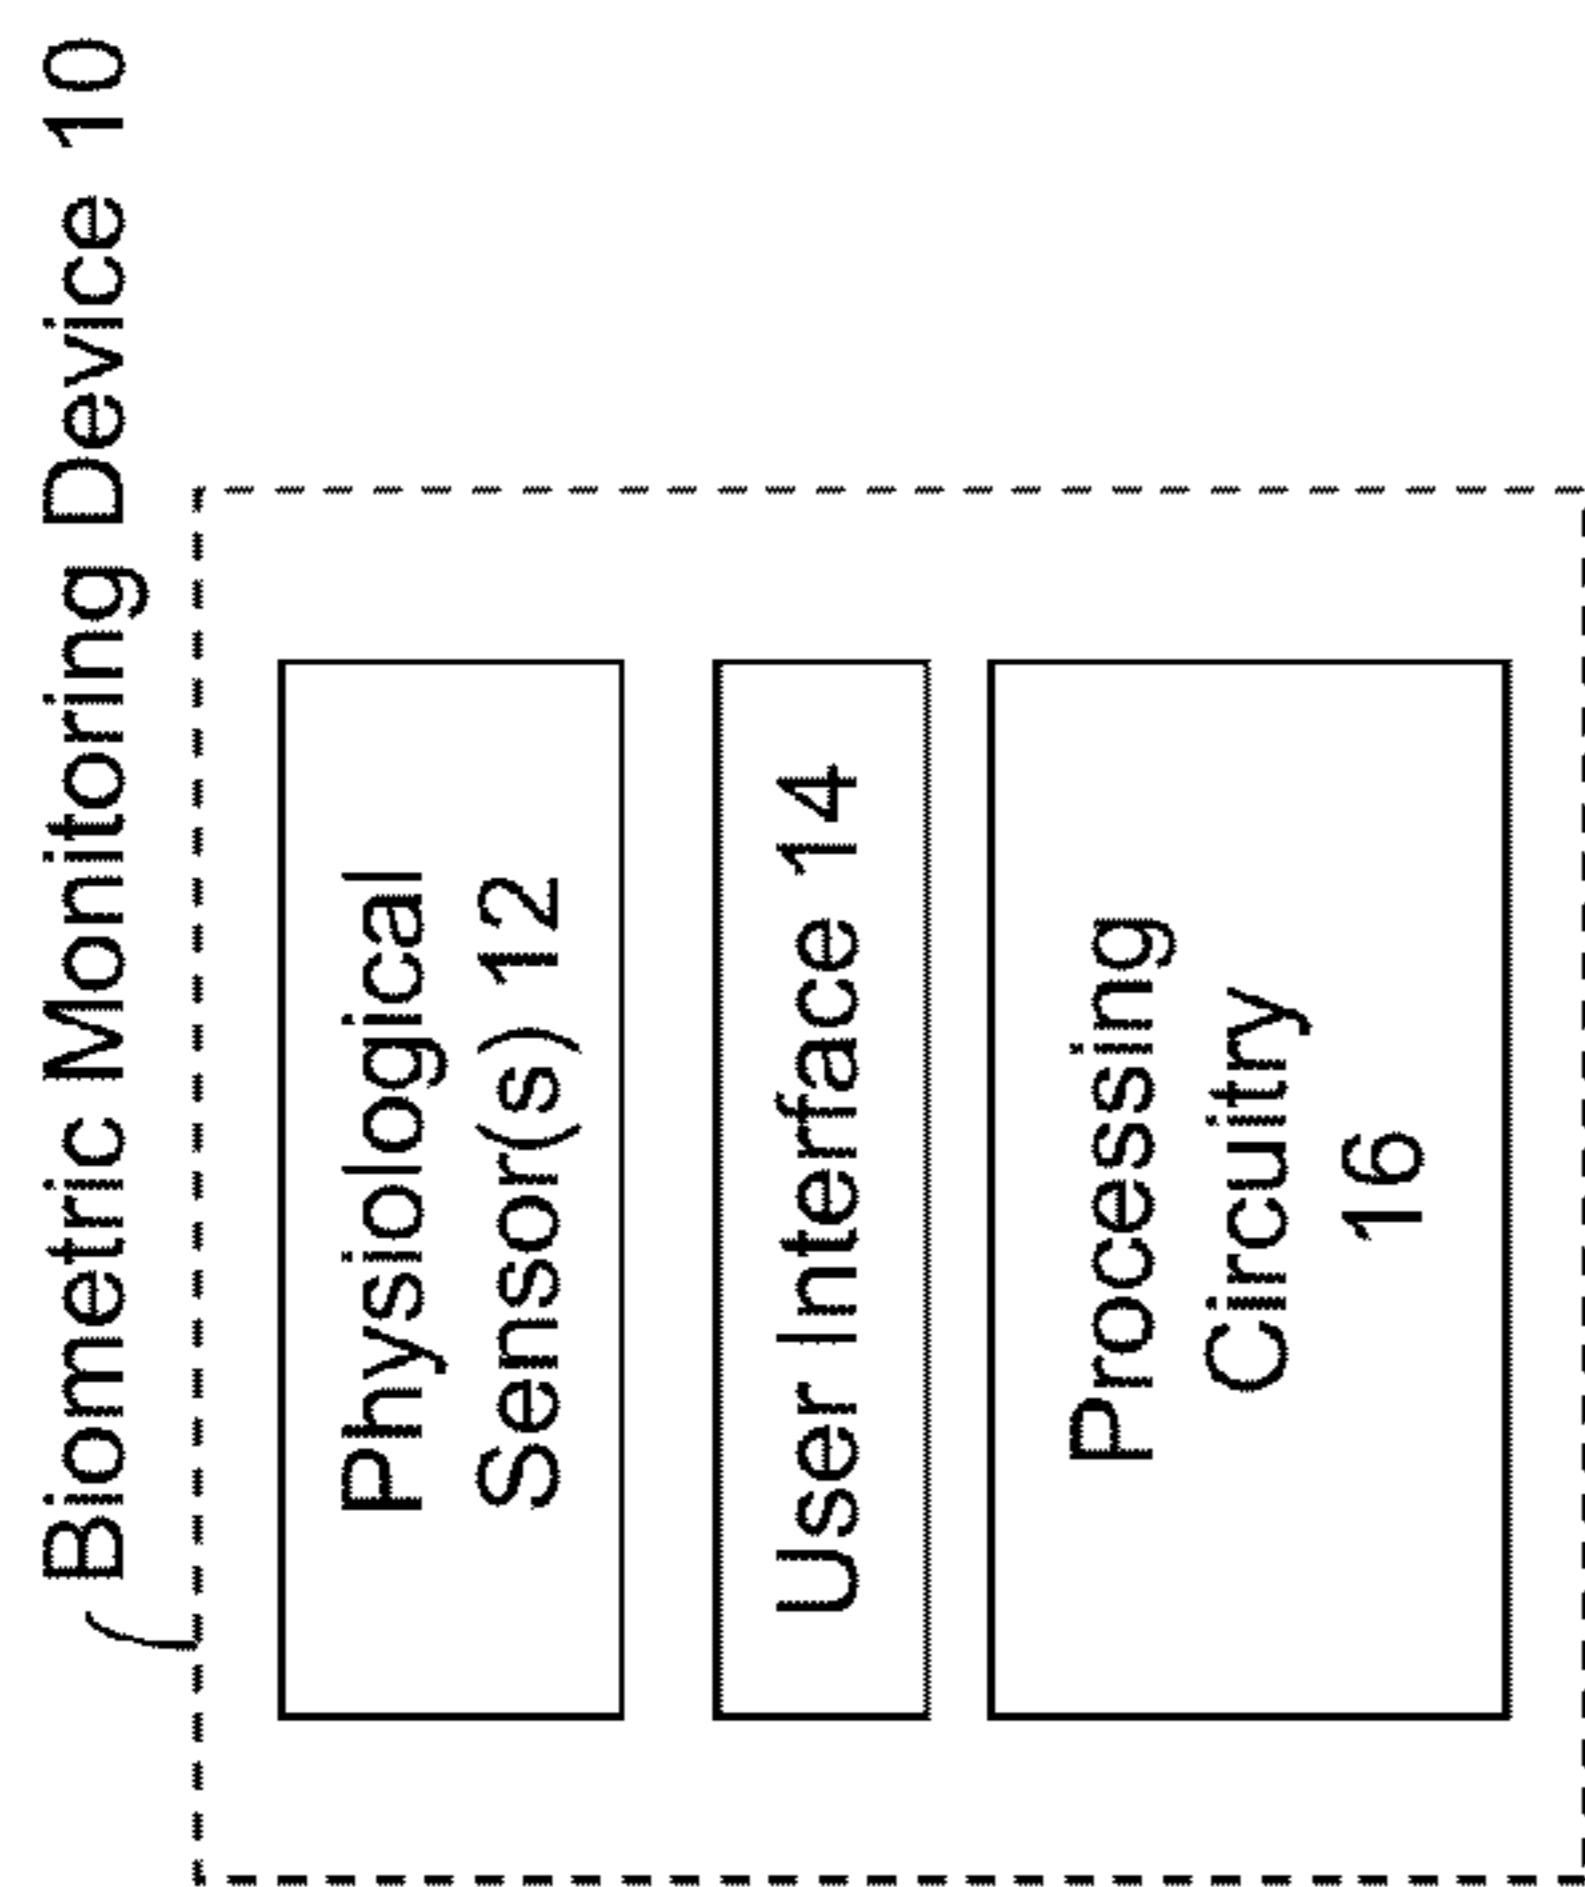 Biometric Monitoring Device 10
Physiological
Sensor(s) 12
User Interface 14
Processing
Circuitry
16